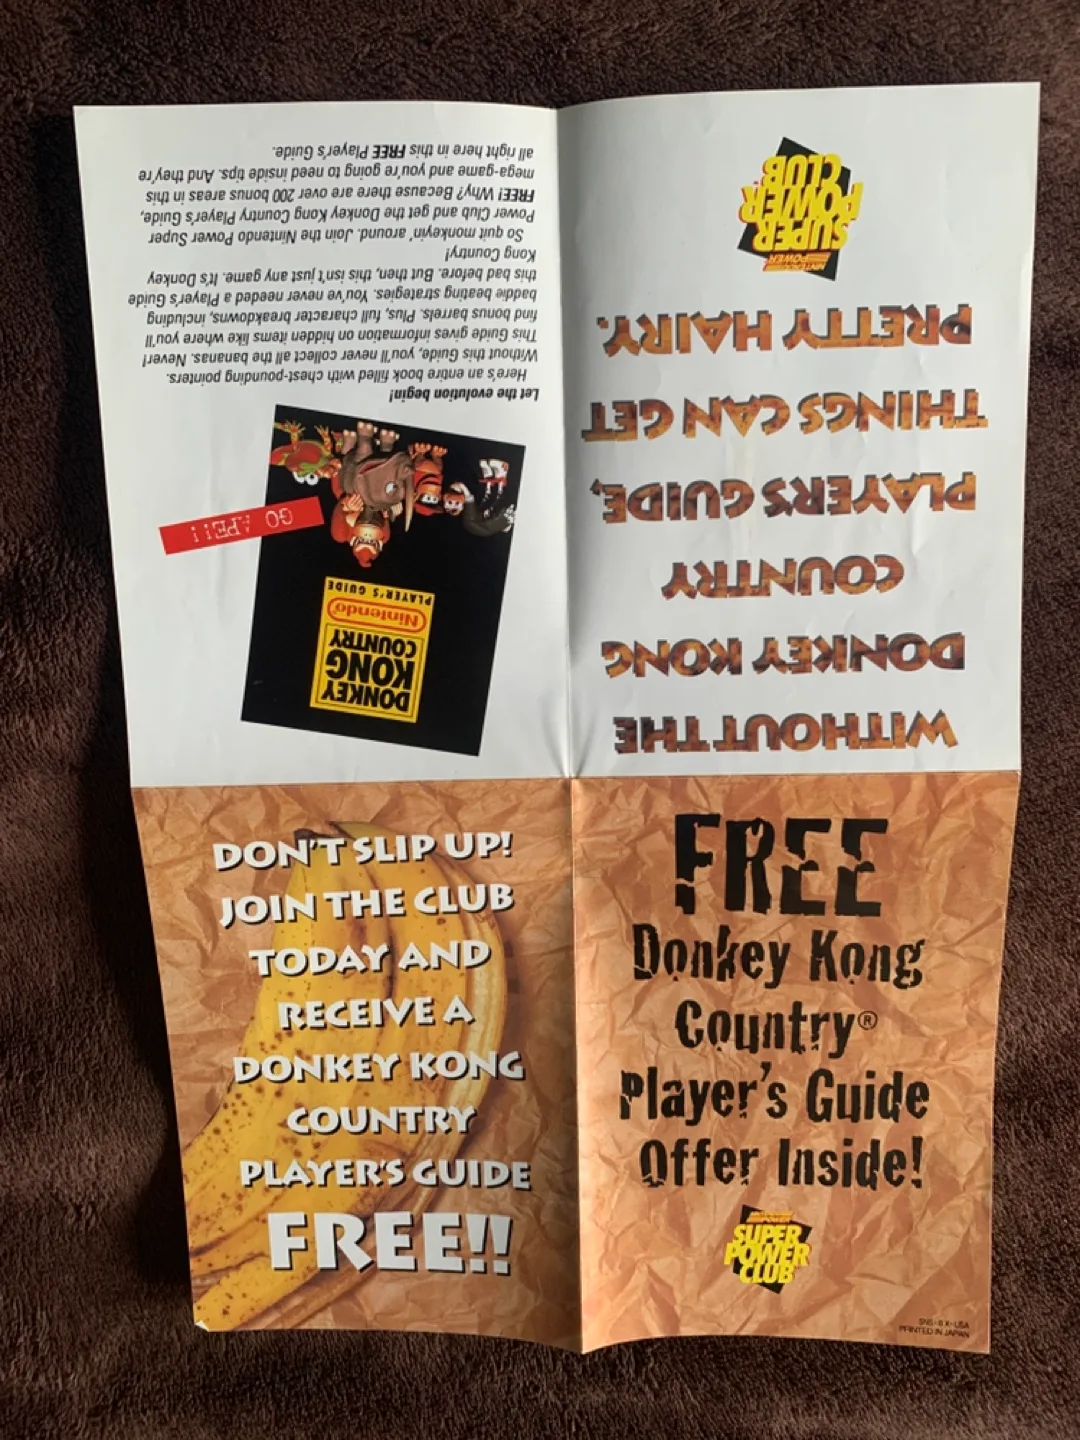 FREE
Donkey Kong
Country®
Player's Guide
Offer Inside!
SUPER
POWER
CLUB
PRINTED IN JAPAN
DON'T SLIP UP!
JOIN THE CLUB
TODAY AND
RECEIVE A
DONKEY KONG
COUNTRY
PLAYER'S GUIDE
FREE!!
WITHOUT THE
DONKEY KONG
COUNTRY
PLAYER'S GUIDE,
THINGS CAN GET
PRETTY HAIRY.
NINTENDO
POWER
SUPER
POWER
CLUB
DONKEY
KONG
COUNTRY
Nintendo®
PLAYER'S GUIDE
GO APE!!
Let the evolution begin!
Here's an entire book filled with chest-pounding pointers.
Without this Guide, you'll never collect all the bananas. Never!
This Guide gives information on hidden items like where you'll
find bonus barrels. Plus, full character breakdowns, including
baddie beating strategies. You've never needed a Player's Guide
this bad before. But then, this isn't just any game. It's Donkey
Kong Country!
So quit monkeyin' around. Join the Nintendo Power Super
Power Club and get the Donkey Kong Country Player's Guide,
FREE! Why? Because there are over 200 bonus areas in this
mega-game and you're going to need inside tips. And they're
all right here in this FREE Player's Guide.